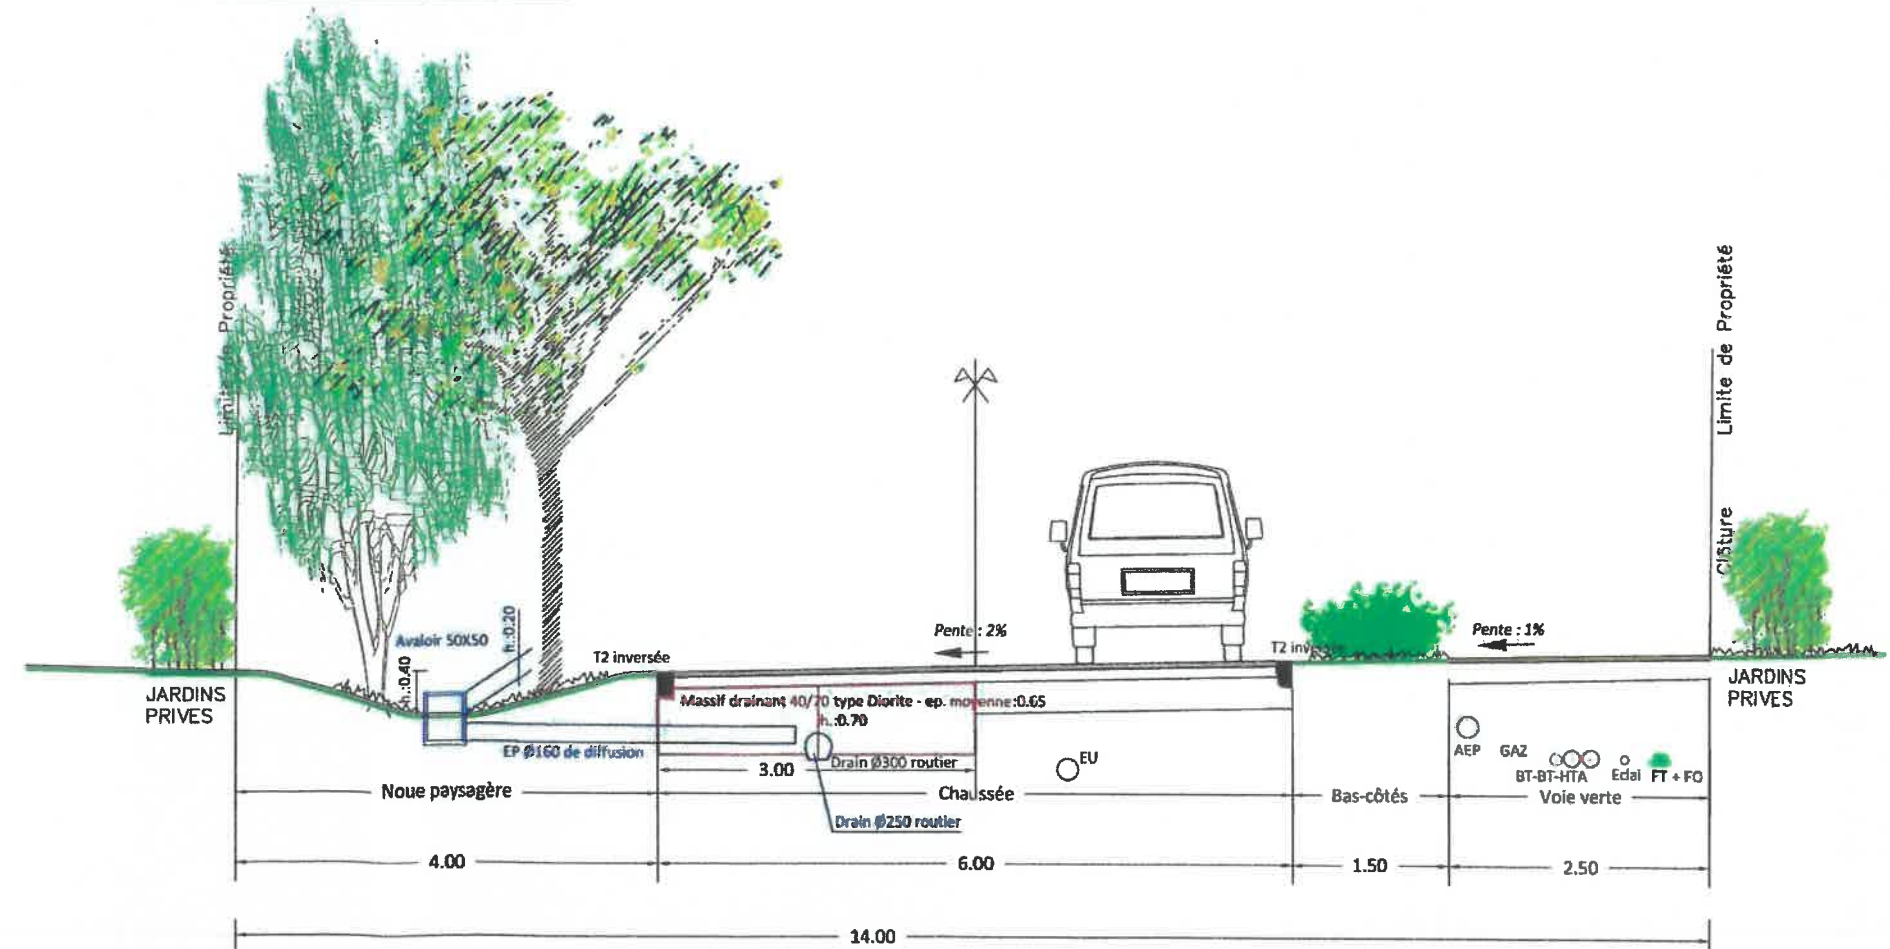 Limite de Propriété
Limite de Propriété
Clôture
Avaloir 50X50
h.:0.20
h.:0.40
T2 inversée
Pente : 2%
T2 inversée
Pente : 1%
JARDINS
PRIVES
JARDINS
PRIVES
Massif drainant 40/70 type Diorite - ep. moyenne:0.65
h.:0.70
EP Ø160 de diffusion
Drain Ø300 routier
3.00
EU
AEP
GAZ
BT-BT-HTA
Eclai
FT + FO
Noue paysagère
Chaussée
Bas-côtés
Voie verte
Drain Ø250 routier
4.00
6.00
1.50
2.50
14.00